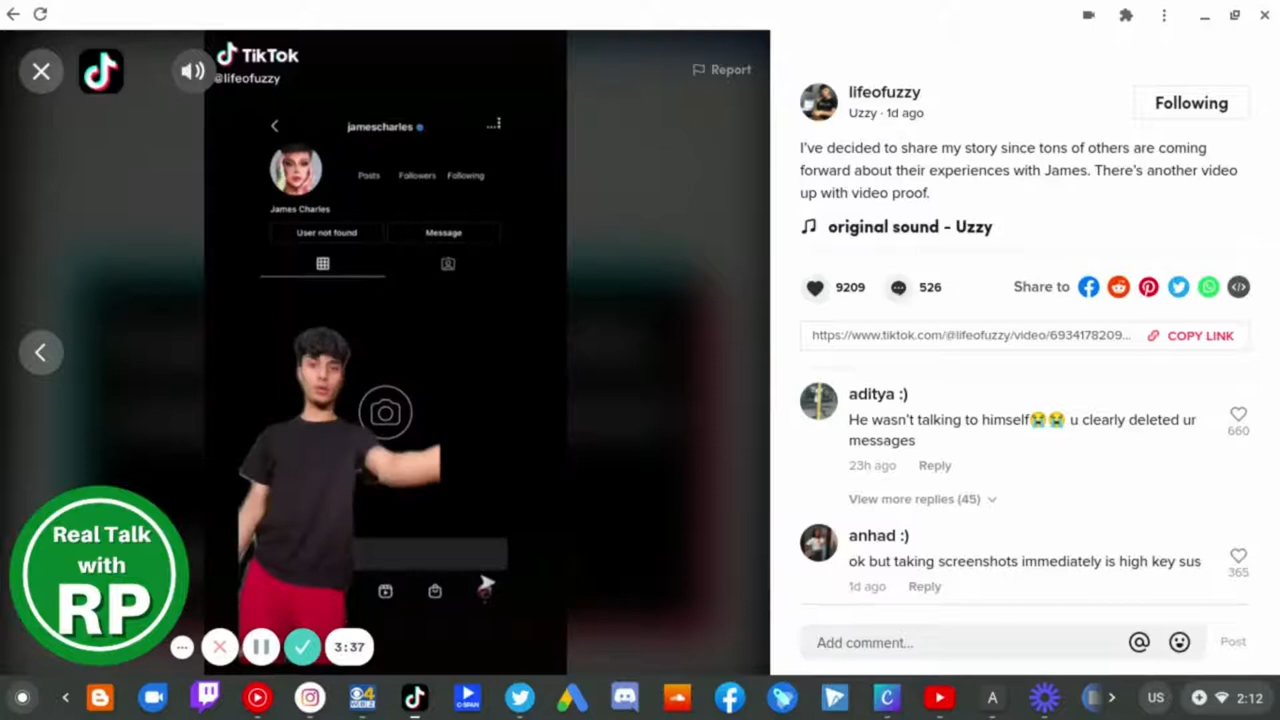 TikTok
@lifeofuzzy
Report
jamescharles
Posts Followers Following
James Charles
User not found Message
Real Talk
with
RP
3:37
lifeofuzzy
Uzzy · 1d ago
Following
I've decided to share my story since tons of others are coming
forward about their experiences with James. There's another video
up with video proof.
original sound - Uzzy
9209 526 Share to
https://www.tiktok.com/@lifeofuzzy/video/6934178209... COPY LINK
aditya :)
He wasn't talking to himself😭😭 u clearly deleted ur
messages
660
23h ago Reply
View more replies (45)
anhad :)
ok but taking screenshots immediately is high key sus
365
1d ago Reply
Add comment... Post
4
C-SPAN
A
US 2:12